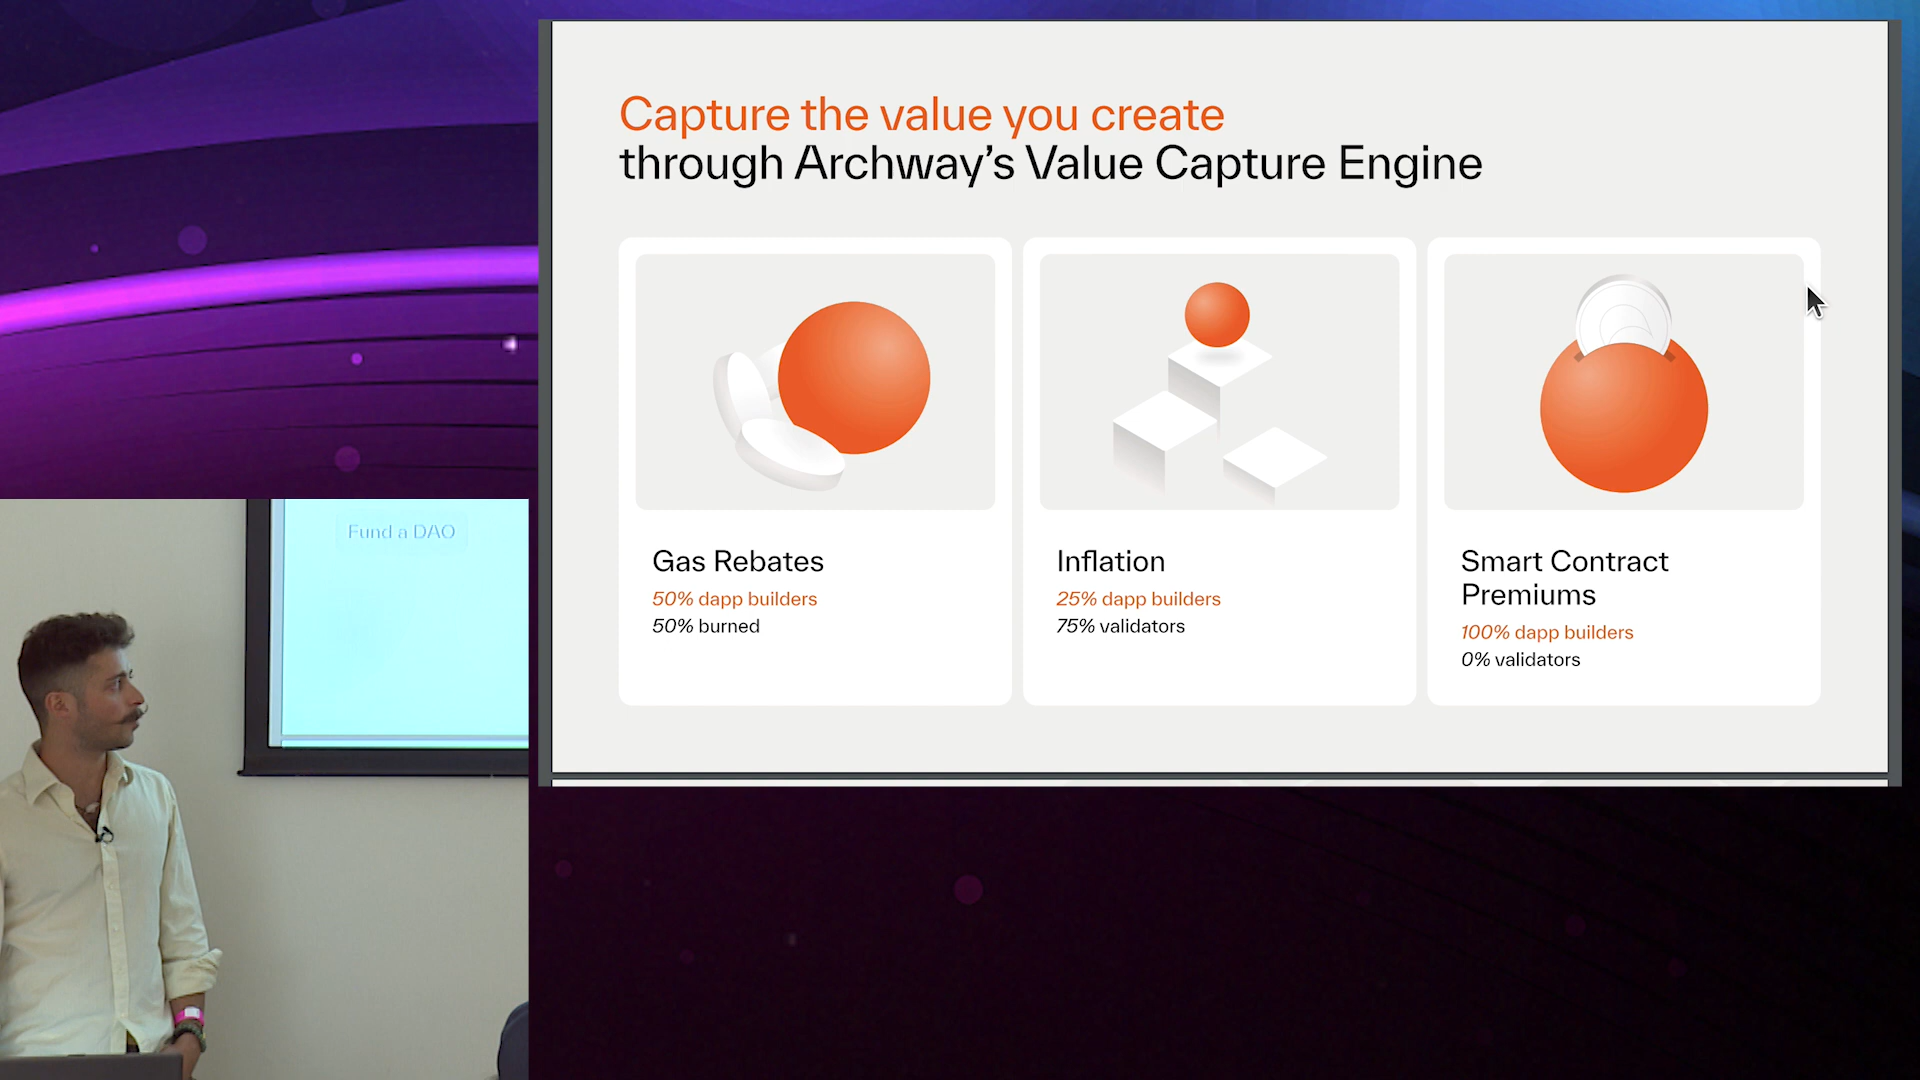 Capture the value you create
through Archway’s Value Capture Engine
Gas Rebates
50% dapp builders
50% burned
Inflation
25% dapp builders
75% validators
Smart Contract
Premiums
100% dapp builders
0% validators
Fund a DAO